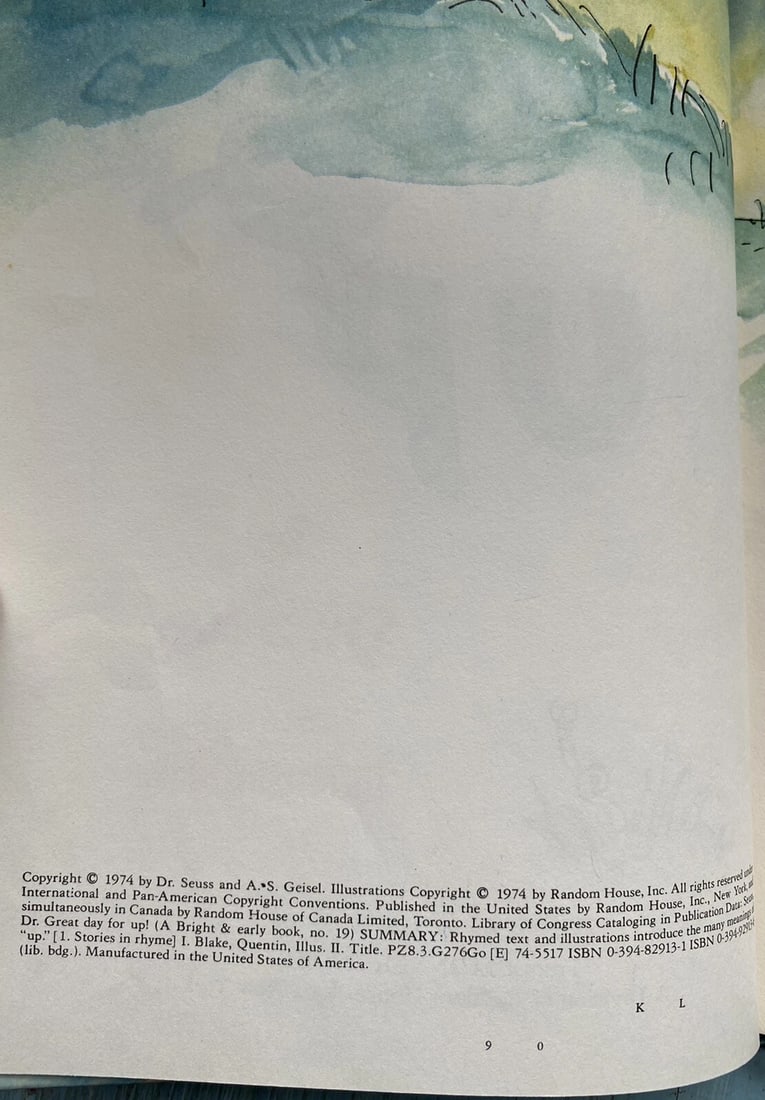 Copyright © 1974 by Dr. Seuss and A.•S. Geisel. Illustrations Copyright © 1974 by Random House, Inc. All rights reserved under
International and Pan-American Copyright Conventions. Published in the United States by Random House, Inc., New York, and
simultaneously in Canada by Random House of Canada Limited, Toronto. Library of Congress Cataloging in Publication Data: Seuss,
Dr. Great day for up! (A Bright & early book, no. 19) SUMMARY: Rhymed text and illustrations introduce the many meanings of
"up." [1. Stories in rhyme] I. Blake, Quentin, Illus. II. Title. PZ8.3.G276Go [E] 74-5517 ISBN 0-394-82913-1 ISBN
(lib. bdg.). Manufactured in the United States of America.
K L
9 0